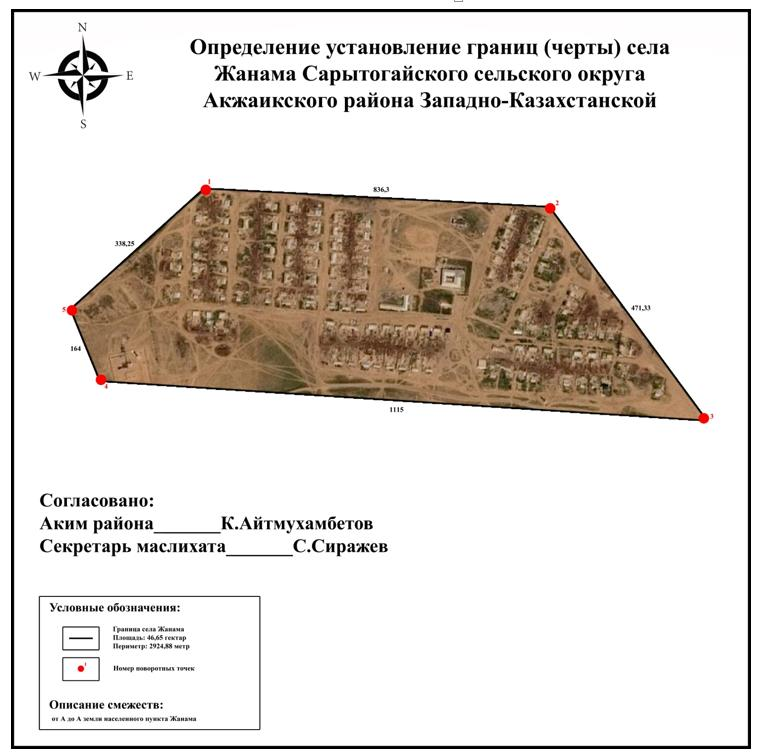 N
W
E
S
Определение установление границ (черты) села
Жанама Сарытогайского сельского округа
Акжаикского района Западно-Казахстанской
1
836,3
2
338,25
5
471,33
164
4
1115
3
Согласовано:
Аким района_______К.Айтмухамбетов
Секретарь маслихата_______С.Сиражев
Условные обозначения:
Граница села Жанама
Площадь: 46,65 гектар
Периметр: 2924,88 метр
1
Номер поворотных точек
Описание смежеств:
от А до А земли населенного пункта Жанама